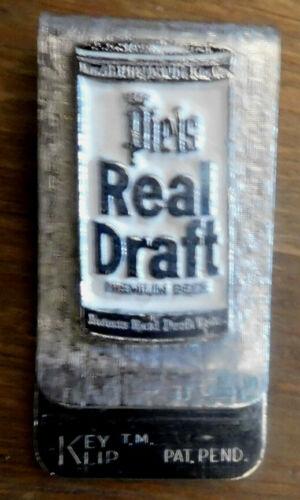 Piels
Real
Draft
PREMIUM BEER
KEY T.M.
KLIP PAT. PEND.